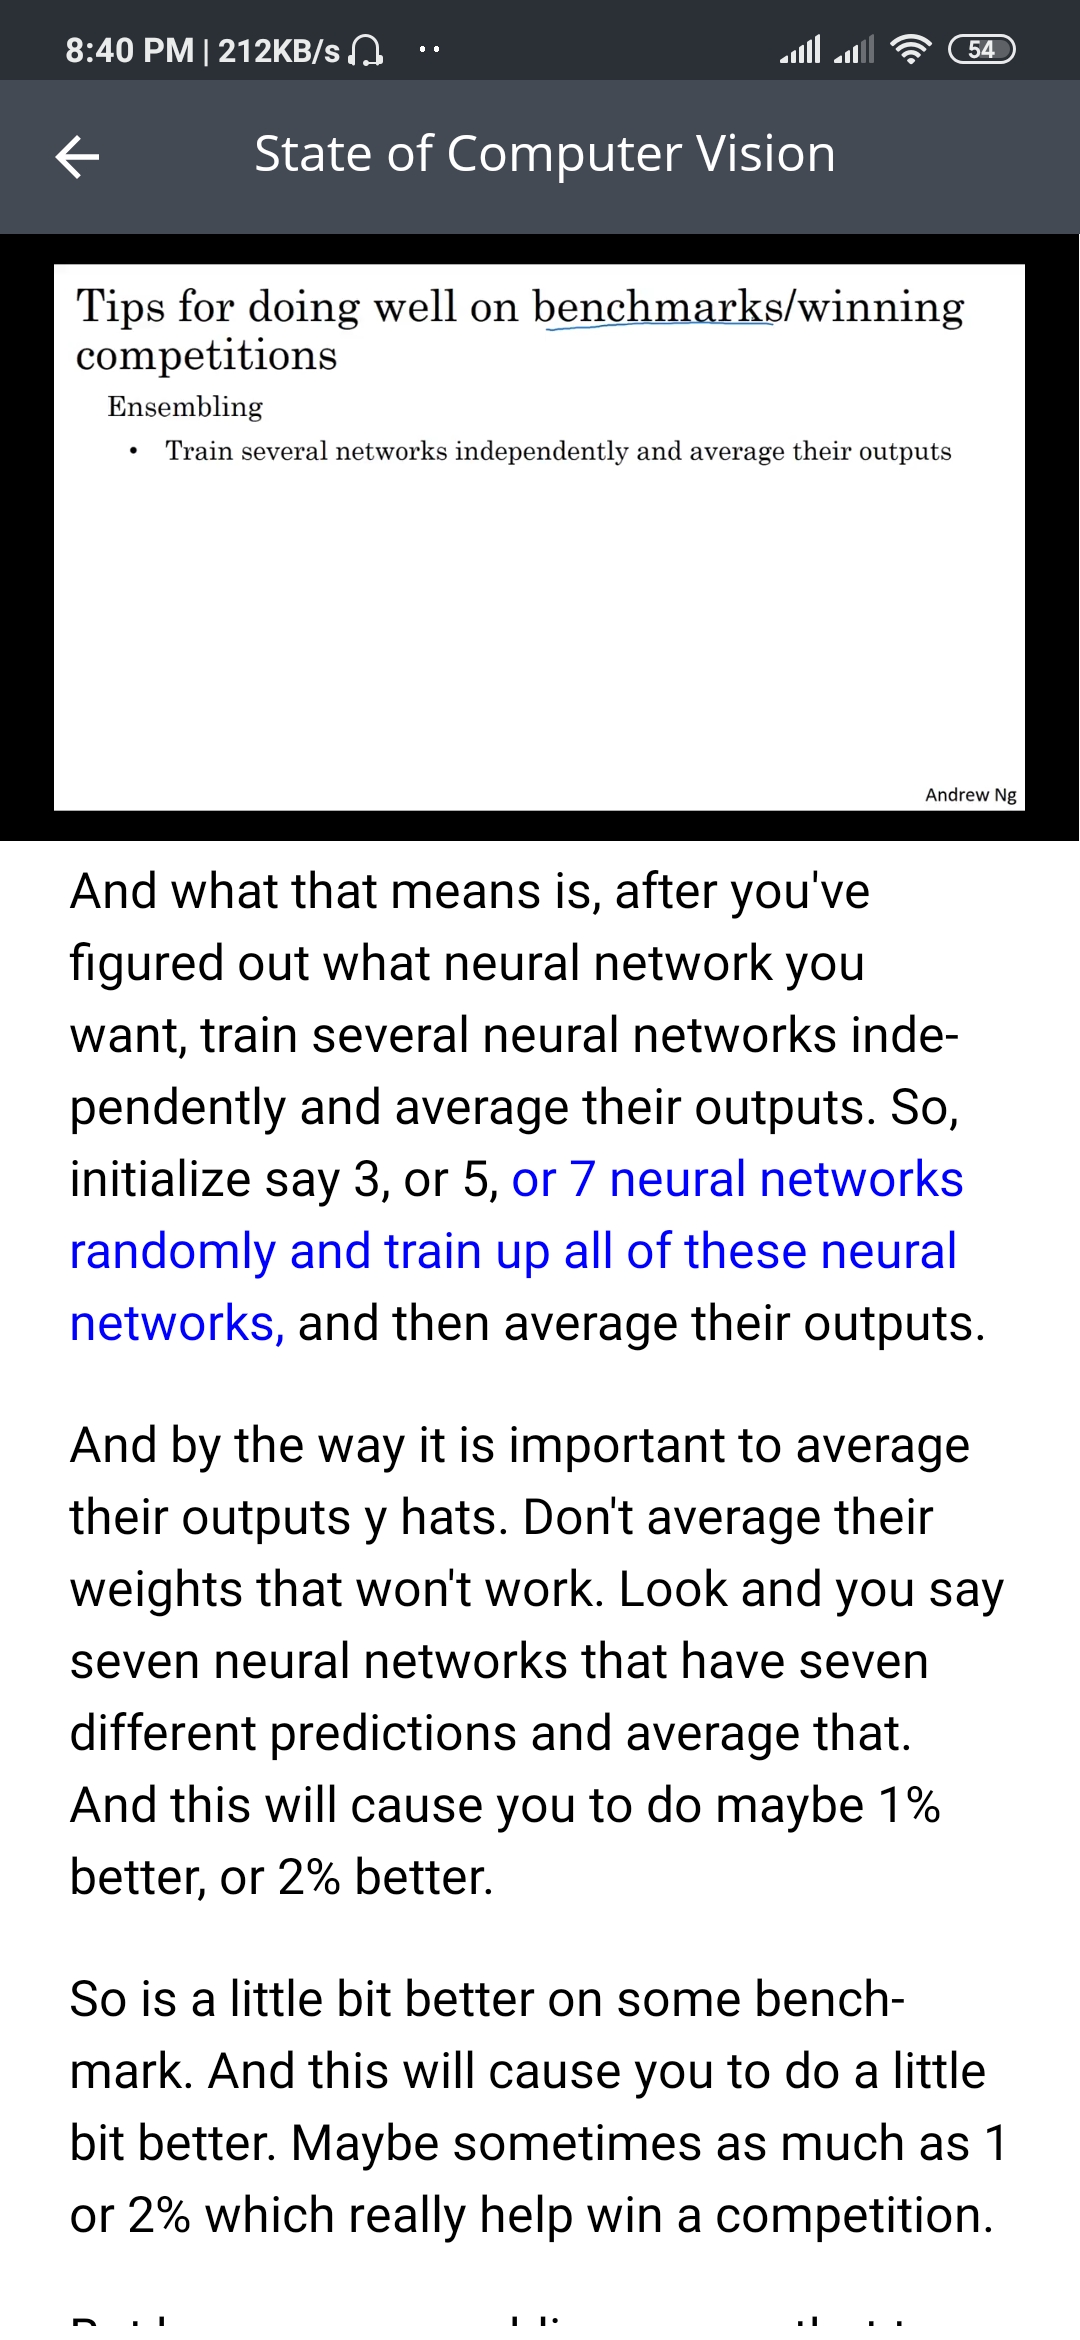 8:40 PM | 212KB/s
54
State of Computer Vision
Tips for doing well on benchmarks/winning
competitions
Ensembling
• Train several networks independently and average their outputs
Andrew Ng
And what that means is, after you've
figured out what neural network you
want, train several neural networks inde-
pendently and average their outputs. So,
initialize say 3, or 5, or 7 neural networks
randomly and train up all of these neural
networks, and then average their outputs.
And by the way it is important to average
their outputs y hats. Don't average their
weights that won't work. Look and you say
seven neural networks that have seven
different predictions and average that.
And this will cause you to do maybe 1%
better, or 2% better.
So is a little bit better on some bench-
mark. And this will cause you to do a little
bit better. Maybe sometimes as much as 1
or 2% which really help win a competition.